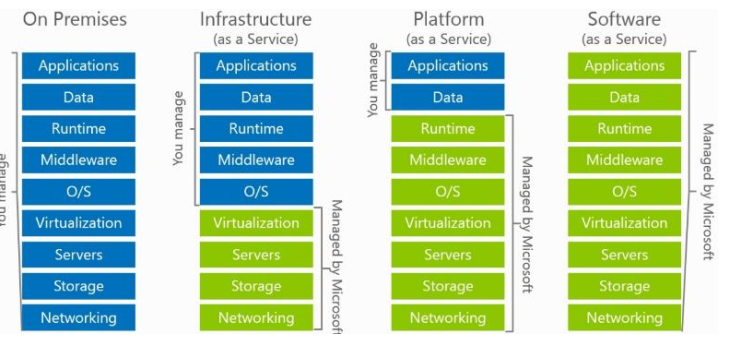 On Premises
You manage
Applications
Data
Runtime
Middleware
O/S
Virtualization
Servers
Storage
Networking
Infrastructure
(as a Service)
You manage
Applications
Data
Runtime
Middleware
O/S
Virtualization
Servers
Storage
Networking
Managed by Microsoft
Platform
(as a Service)
You manage
Applications
Data
Runtime
Middleware
O/S
Virtualization
Servers
Storage
Networking
Managed by Microsoft
Software
(as a Service)
Applications
Data
Runtime
Middleware
O/S
Virtualization
Servers
Storage
Networking
Managed by Microsoft